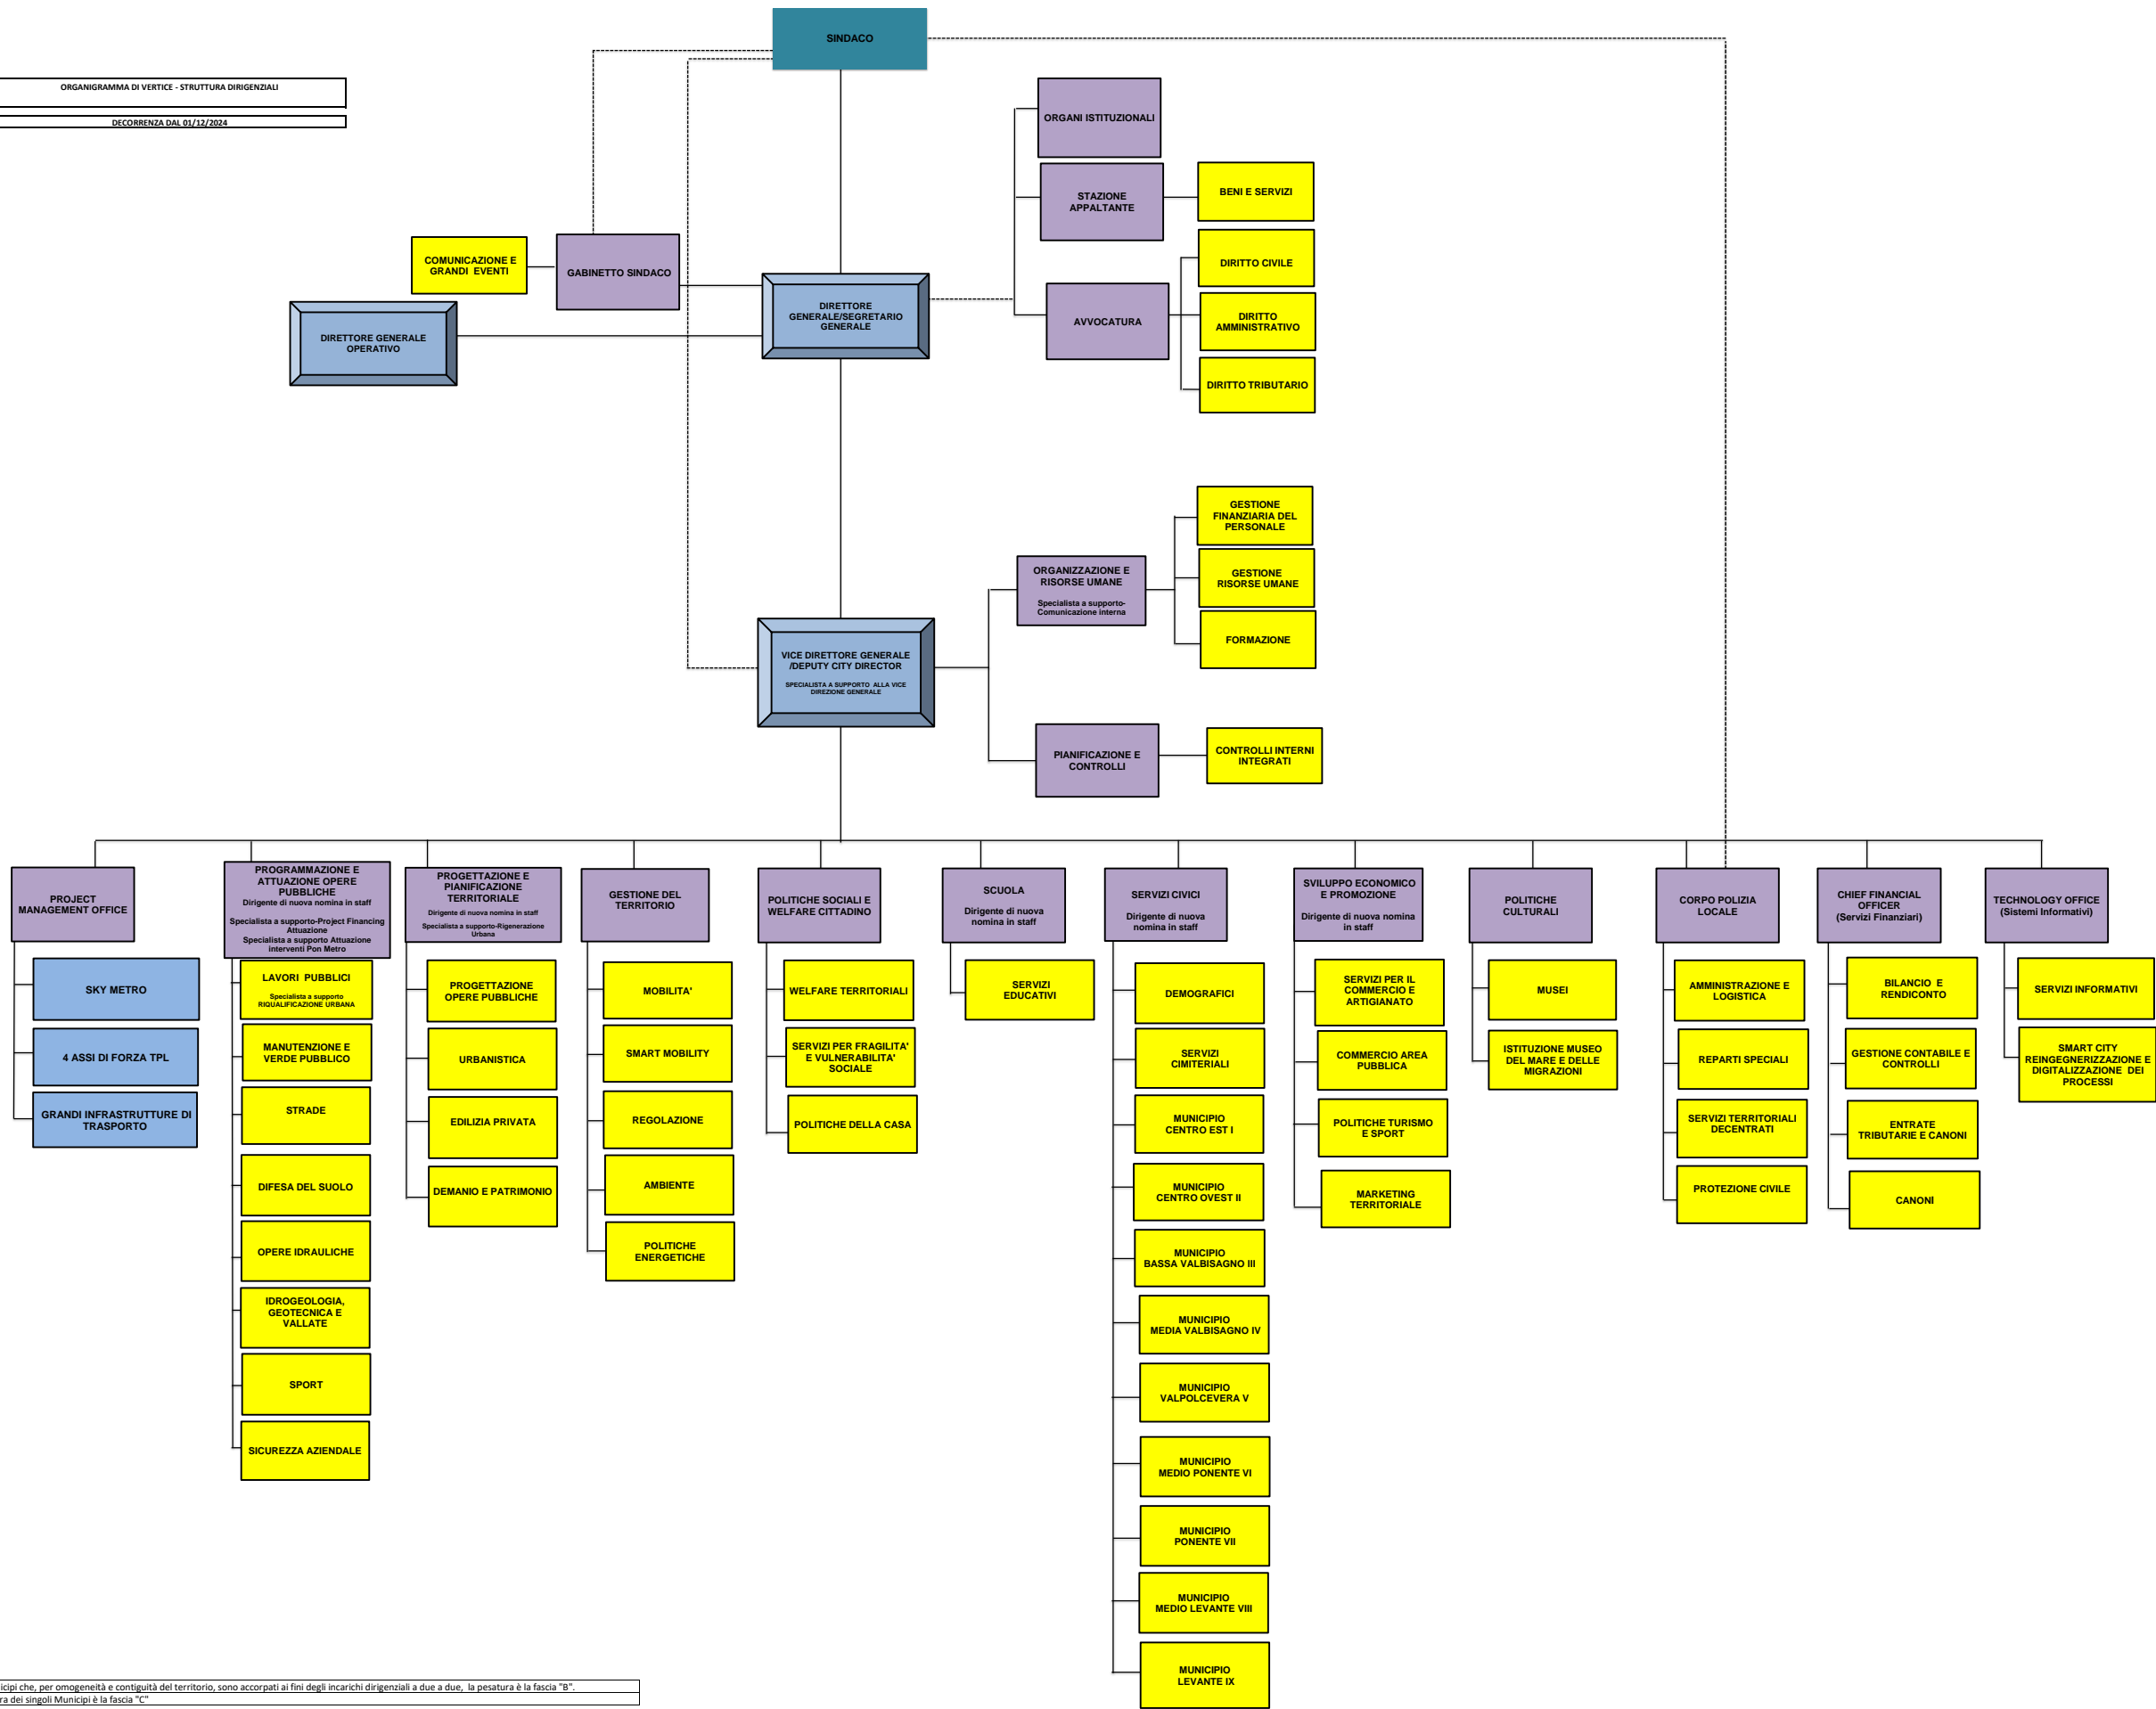 SINDACO
ORGANIGRAMMA DI VERTICE - STRUTTURA DIRIGENZIALI
DECORRENZA DAL 01/12/2024
ORGANI ISTITUZIONALI
STAZIONE
APPALTANTE
BENI E SERVIZI
COMUNICAZIONE E
GRANDI EVENTI
GABINETTO SINDACO
DIRETTORE
GENERALE/SEGRETARIO
GENERALE
DIRETTORE GENERALE
OPERATIVO
AVVOCATURA
DIRITTO CIVILE
DIRITTO
AMMINISTRATIVO
DIRITTO TRIBUTARIO
GESTIONE
FINANZIARIA DEL
PERSONALE
ORGANIZZAZIONE E
RISORSE UMANE
Specialista a supporto-
Comunicazione interna
GESTIONE
RISORSE UMANE
FORMAZIONE
VICE DIRETTORE GENERALE
/DEPUTY CITY DIRECTOR
SPECIALISTA A SUPPORTO ALLA VICE
DIREZIONE GENERALE
PIANIFICAZIONE E
CONTROLLI
CONTROLLI INTERNI
INTEGRATI
PROJECT
MANAGEMENT OFFICE
SKY METRO
4 ASSI DI FORZA TPL
GRANDI INFRASTRUTTURE DI
TRASPORTO
PROGRAMMAZIONE E
ATTUAZIONE OPERE
PUBBLICHE
Dirigente di nuova nomina in staff
Specialista a supporto-Project Financing
Attuazione
Specialista a supporto Attuazione
interventi Pon Metro
LAVORI PUBBLICI
Specialista a supporto
RIQUALIFICAZIONE URBANA
MANUTENZIONE E
VERDE PUBBLICO
STRADE
DIFESA DEL SUOLO
OPERE IDRAULICHE
IDROGEOLOGIA,
GEOTECNICA E
VALLATE
SPORT
SICUREZZA AZIENDALE
PROGETTAZIONE E
PIANIFICAZIONE
TERRITORIALE
Dirigente di nuova nomina in staff
Specialista a supporto-Rigenerazione
Urbana
PROGETTAZIONE
OPERE PUBBLICHE
URBANISTICA
EDILIZIA PRIVATA
DEMANIO E PATRIMONIO
GESTIONE DEL
TERRITORIO
MOBILITA'
SMART MOBILITY
REGOLAZIONE
AMBIENTE
POLITICHE
ENERGETICHE
POLITICHE SOCIALI E
WELFARE CITTADINO
WELFARE TERRITORIALI
SERVIZI PER FRAGILITA'
E VULNERABILITA'
SOCIALE
POLITICHE DELLA CASA
SCUOLA
Dirigente di nuova
nomina in staff
SERVIZI
EDUCATIVI
SERVIZI CIVICI
Dirigente di nuova
nomina in staff
DEMOGRAFICI
SERVIZI
CIMITERIALI
MUNICIPIO
CENTRO EST I
MUNICIPIO
CENTRO OVEST II
MUNICIPIO
BASSA VALBISAGNO III
MUNICIPIO
MEDIA VALBISAGNO IV
MUNICIPIO
VALPOLCEVERA V
MUNICIPIO
MEDIO PONENTE VI
MUNICIPIO
PONENTE VII
MUNICIPIO
MEDIO LEVANTE VIII
MUNICIPIO
LEVANTE IX
SVILUPPO ECONOMICO
E PROMOZIONE
Dirigente di nuova nomina
in staff
SERVIZI PER IL
COMMERCIO E
ARTIGIANATO
COMMERCIO AREA
PUBBLICA
POLITICHE TURISMO
E SPORT
MARKETING
TERRITORIALE
POLITICHE
CULTURALI
MUSEI
ISTITUZIONE MUSEO
DEL MARE E DELLE
MIGRAZIONI
CORPO POLIZIA
LOCALE
AMMINISTRAZIONE E
LOGISTICA
REPARTI SPECIALI
SERVIZI TERRITORIALI
DECENTRATI
PROTEZIONE CIVILE
CHIEF FINANCIAL
OFFICER
(Servizi Finanziari)
BILANCIO E
RENDICONTO
GESTIONE CONTABILE E
CONTROLLI
ENTRATE
TRIBUTARIE E CANONI
CANONI
TECHNOLOGY OFFICE
(Sistemi Informativi)
SERVIZI INFORMATIVI
SMART CITY
REINGEGNERIZZAZIONE E
DIGITALIZZAZIONE DEI
PROCESSI
che, per omogeneità e contiguità del territorio, sono accorpati ai fini degli incarichi dirigenziali a due a due, la pesatura è la fascia "B".
dei singoli Municipi è la fascia "C"